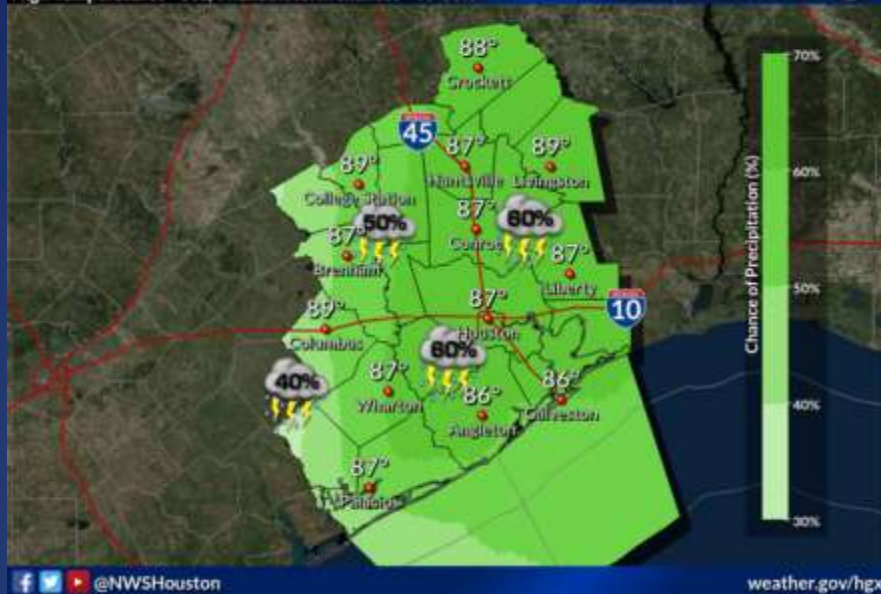 88°
Crockett
45
87°
Huntsville
89°
Livingston
89°
College Station
50%
87°
Conroe
60%
87°
Brenham
87°
Liberty
89°
Columbus
87°
Houston
10
60%
40%
87°
Wharton
86°
Angleton
86°
Galveston
87°
Palacios
Chance of Precipitation (%)
70%
60%
50%
40%
30%
@NWSHouston
weather.gov/hgx